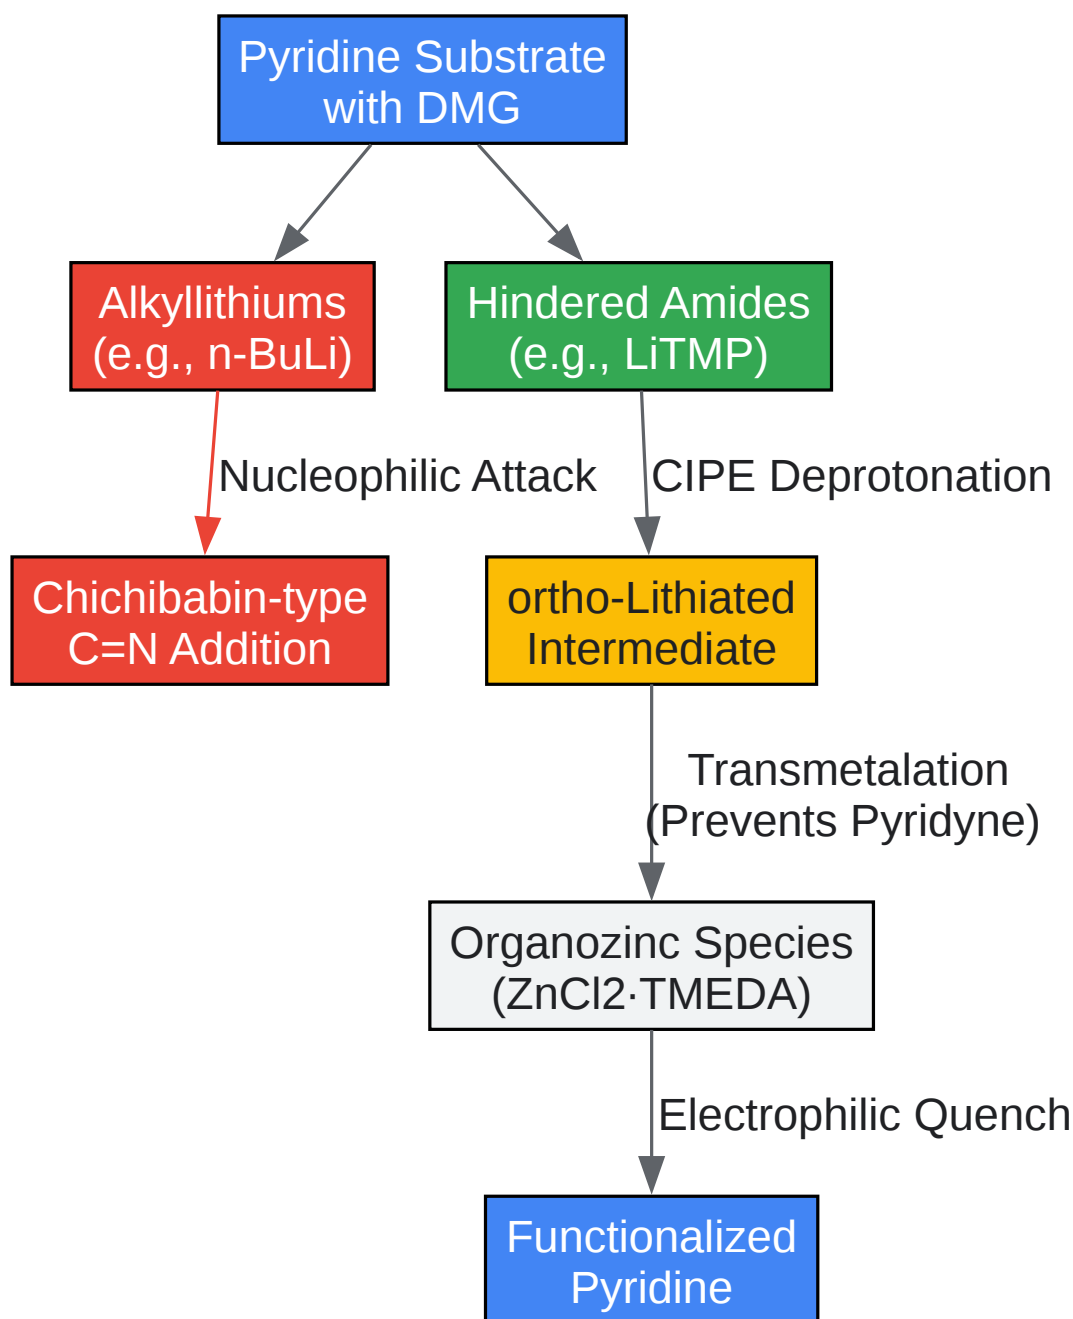 Pyridine Substrate
with DMG
Alkyllithiums
(e.g., n-BuLi)
Hindered Amides
(e.g., LiTMP)
Nucleophilic Attack
CIPE Deprotonation
Chichibabin-type
C=N Addition
ortho-Lithiated
Intermediate
Transmetalation
(Prevents Pyridyne)
Organozinc Species
(ZnCl2·TMEDA)
Electrophilic Quench
Functionalized
Pyridine